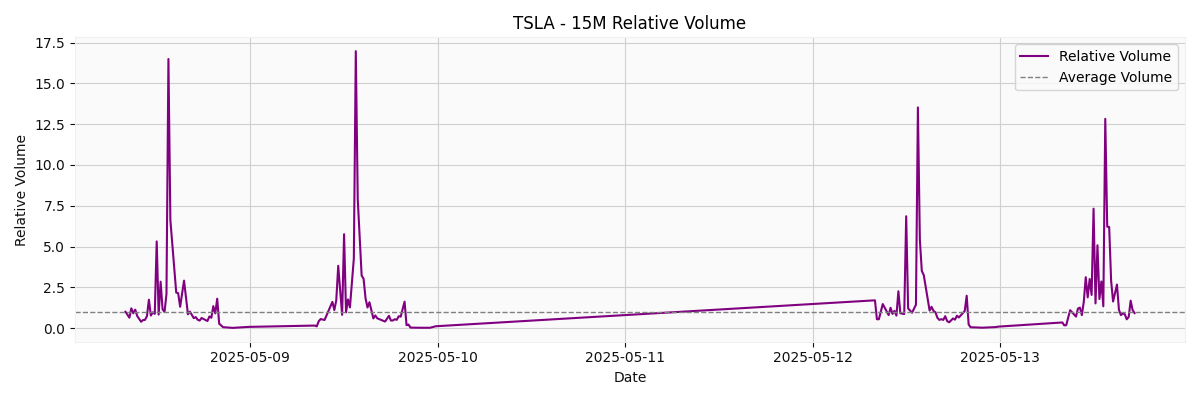 TSLA - 15M Relative Volume
Relative Volume
17.5
15.0
12.5
10.0
7.5
5.0
2.5
0.0
Relative Volume
Average Volume
2025-05-09
2025-05-10
2025-05-11
2025-05-12
2025-05-13
Date